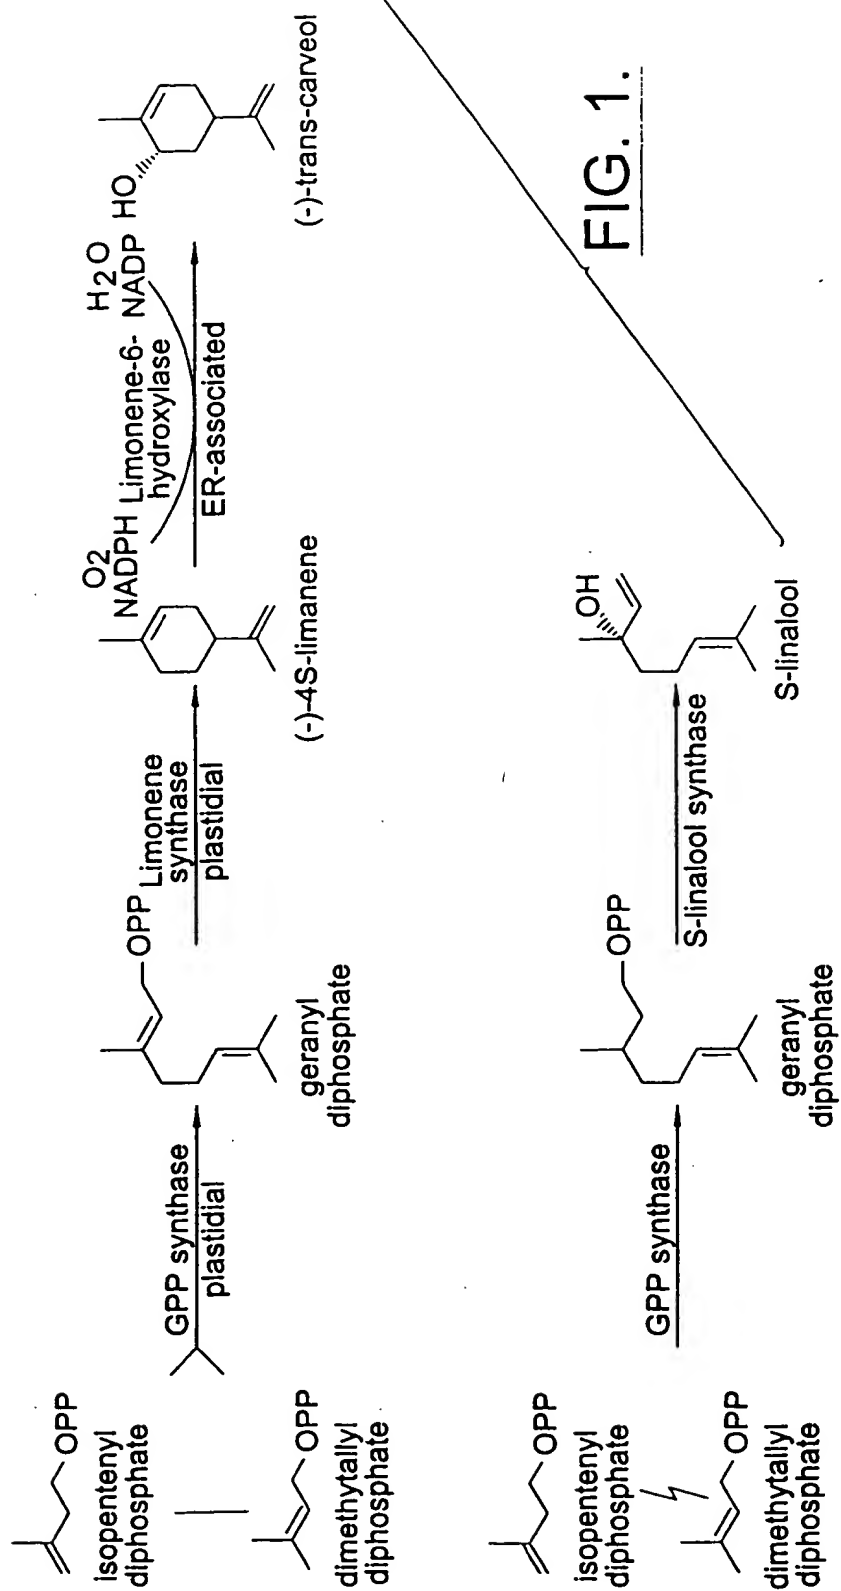 isopentenyl
diphosphate
OPP
dimethytallyl
diphosphate
OPP
GPP synthase
plastidial
geranyl
diphosphate
OPP
Limonene
synthase
plastidial
(-)-4S-limanene
O2
NADPH
Limonene-6-
hydroxylase
H2O
NADP
ER-associated
HO
(-)-trans-carveol
isopentenyl
diphosphate
OPP
dimethytallyl
diphosphate
OPP
GPP synthase
geranyl
diphosphate
OPP
S-linalool synthase
OH
S-linalool
FIG. 1.